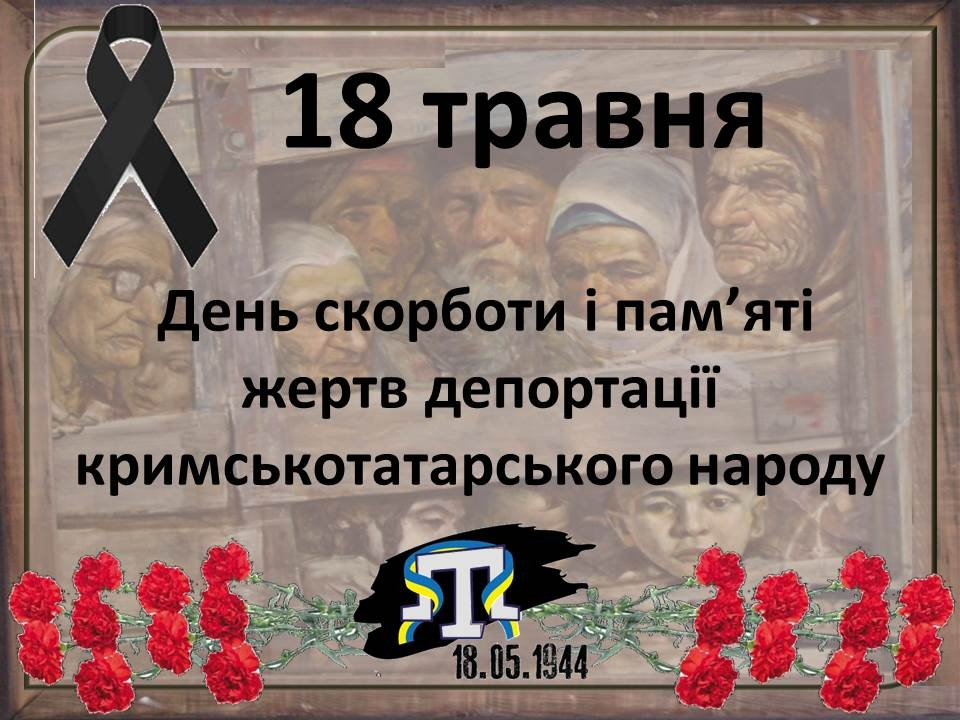 18 травня
День скорботи і пам’яті
жертв депортації
кримськотатарського народу
18.05.1944